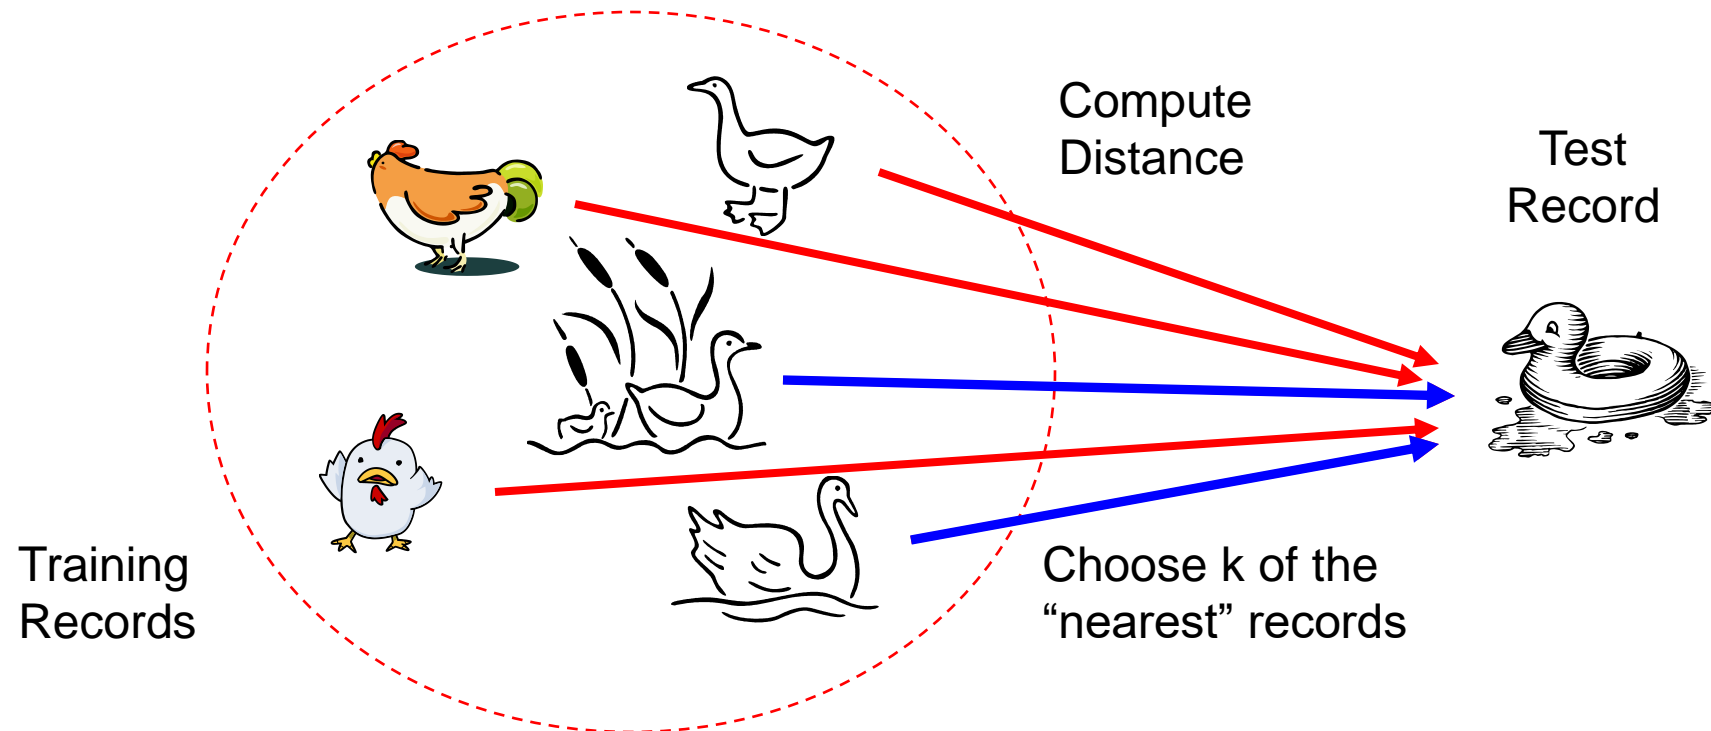 Compute
Distance
Test
Record
Training
Records
Choose k of the
“nearest” records